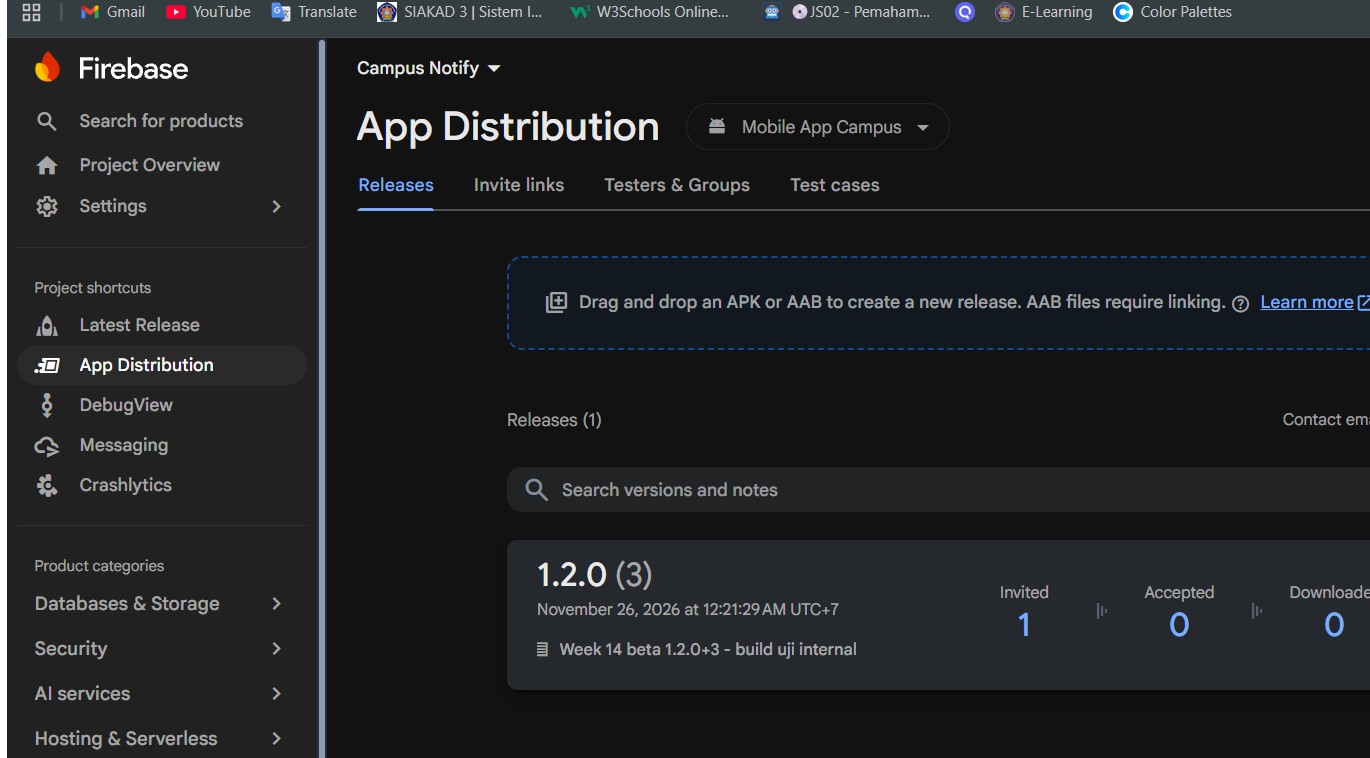 Gmail
YouTube
Translate
SIAKAD 3 | Sistem I...
W3Schools Online...
JS02 - Pemaham...
E-Learning
Color Palettes
Firebase
Search for products
Project Overview
Settings
Project shortcuts
Latest Release
App Distribution
DebugView
Messaging
Crashlytics
Product categories
Databases & Storage
Security
AI services
Hosting & Serverless
Campus Notify
App Distribution
Mobile App Campus
Releases
Invite links
Testers & Groups
Test cases
Drag and drop an APK or AAB to create a new release. AAB files require linking. Learn more
Releases (1)
Contact ema
Search versions and notes
1.2.0 (3)
November 26, 2026 at 12:21:29 AM UTC+7
Week 14 beta 1.2.0+3 - build uji internal
Invited
1
Accepted
0
Downloade
0